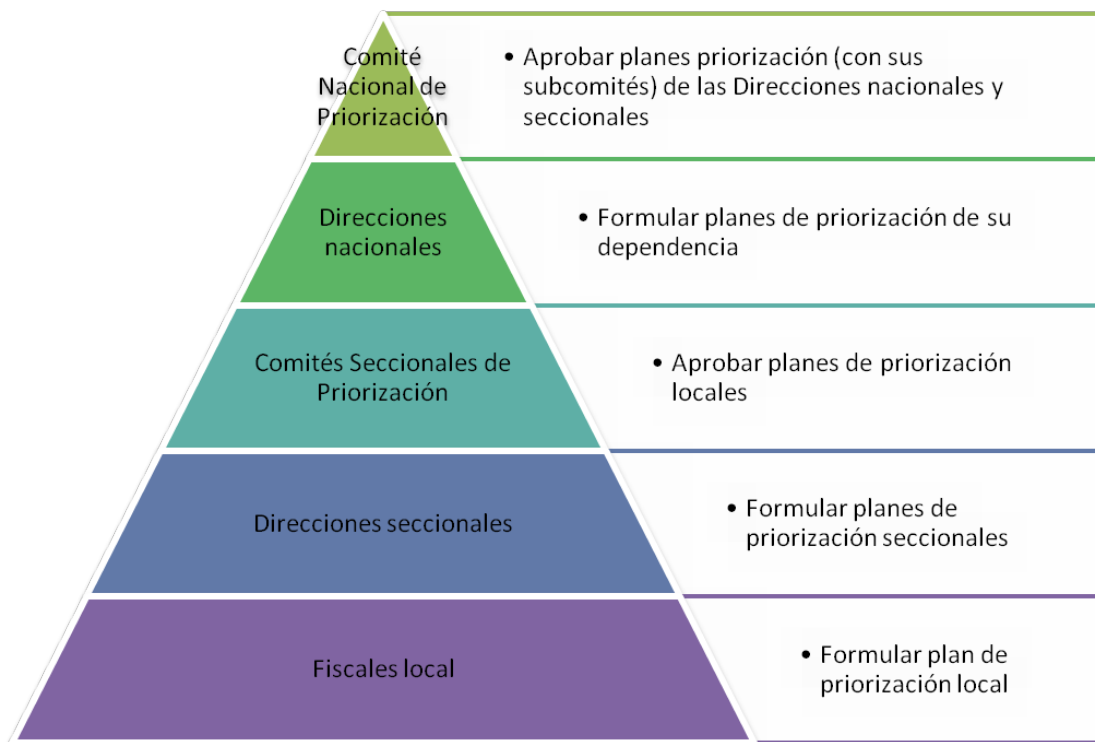 Comité
Nacional de
Priorización
• Aprobar planes priorización (con sus
subcomités) de las Direcciones nacionales y
seccionales
Direcciones
nacionales
• Formular planes de priorización de su
dependencia
Comités Seccionales de
Priorización
• Aprobar planes de priorización
locales
Direcciones seccionales
• Formular planes de
priorización seccionales
Fiscales local
• Formular plan de
priorización local